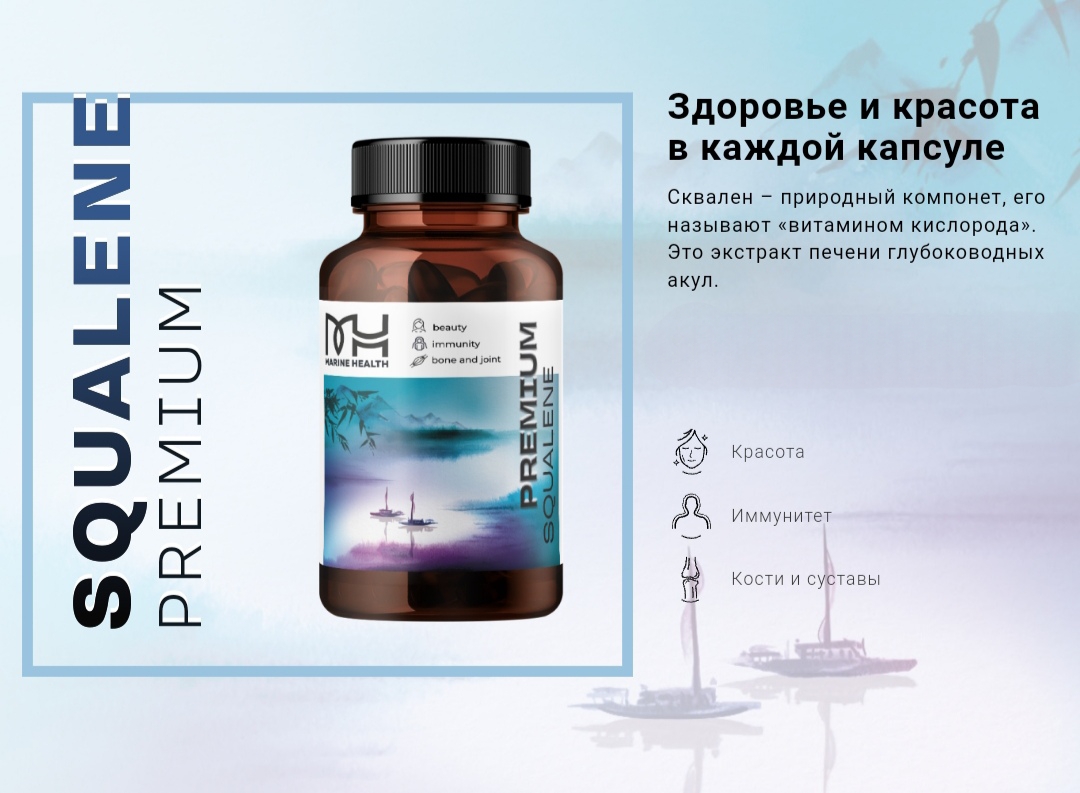 SQUALENE
PREMIUM
MH
MARINE HEALTH
beauty
immunity
bone and joint
PREMIUM
SQUALENE
Здоровье и красота
в каждой капсуле
Сквален – природный компонет, его
называют «витамином кислорода».
Это экстракт печени глубоководных
акул.
Красота
Иммунитет
Кости и суставы